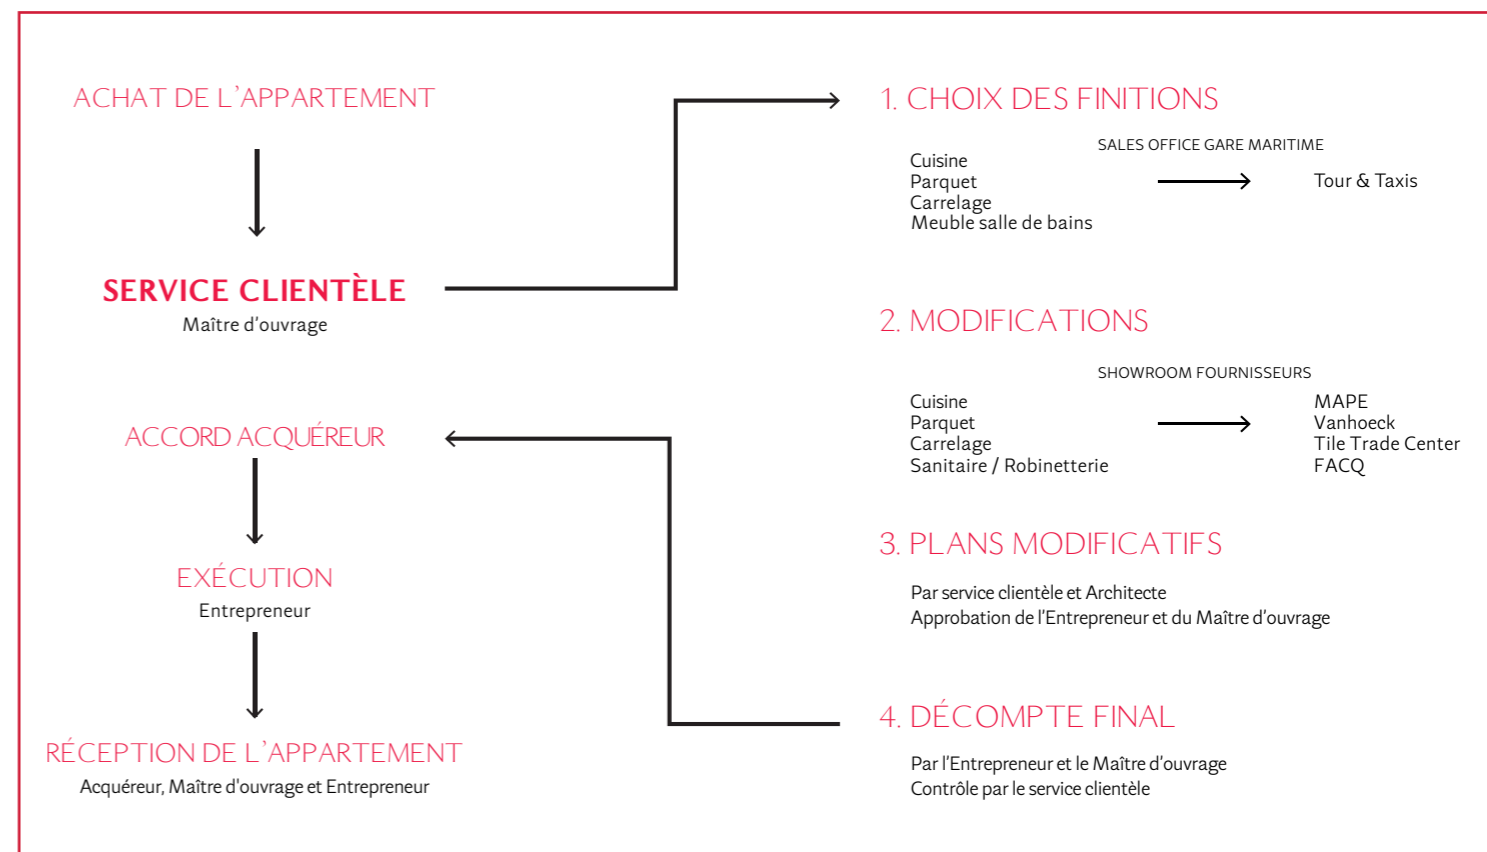 ACHAT DE L'APPARTEMENT
SERVICE CLIENTÈLE
Maître d'ouvrage
ACCORD ACQUÉREUR
EXÉCUTION
Entrepreneur
RÉCEPTION DE L'APPARTEMENT
Acquéreur, Maître d'ouvrage et Entrepreneur
1. CHOIX DES FINITIONS
SALES OFFICE GARE MARITIME
Cuisine
Parquet
Carrelage
Meuble salle de bains
Tour & Taxis
2. MODIFICATIONS
SHOWROOM FOURNISSEURS
Cuisine
Parquet
Carrelage
Sanitaire / Robinetterie
MAPE
Vanhoeck
Tile Trade Center
FACQ
3. PLANS MODIFICATIFS
Par service clientèle et Architecte
Approbation de l'Entrepreneur et du Maître d'ouvrage
4. DÉCOMPTE FINAL
Par l'Entrepreneur et le Maître d'ouvrage
Contrôle par le service clientèle